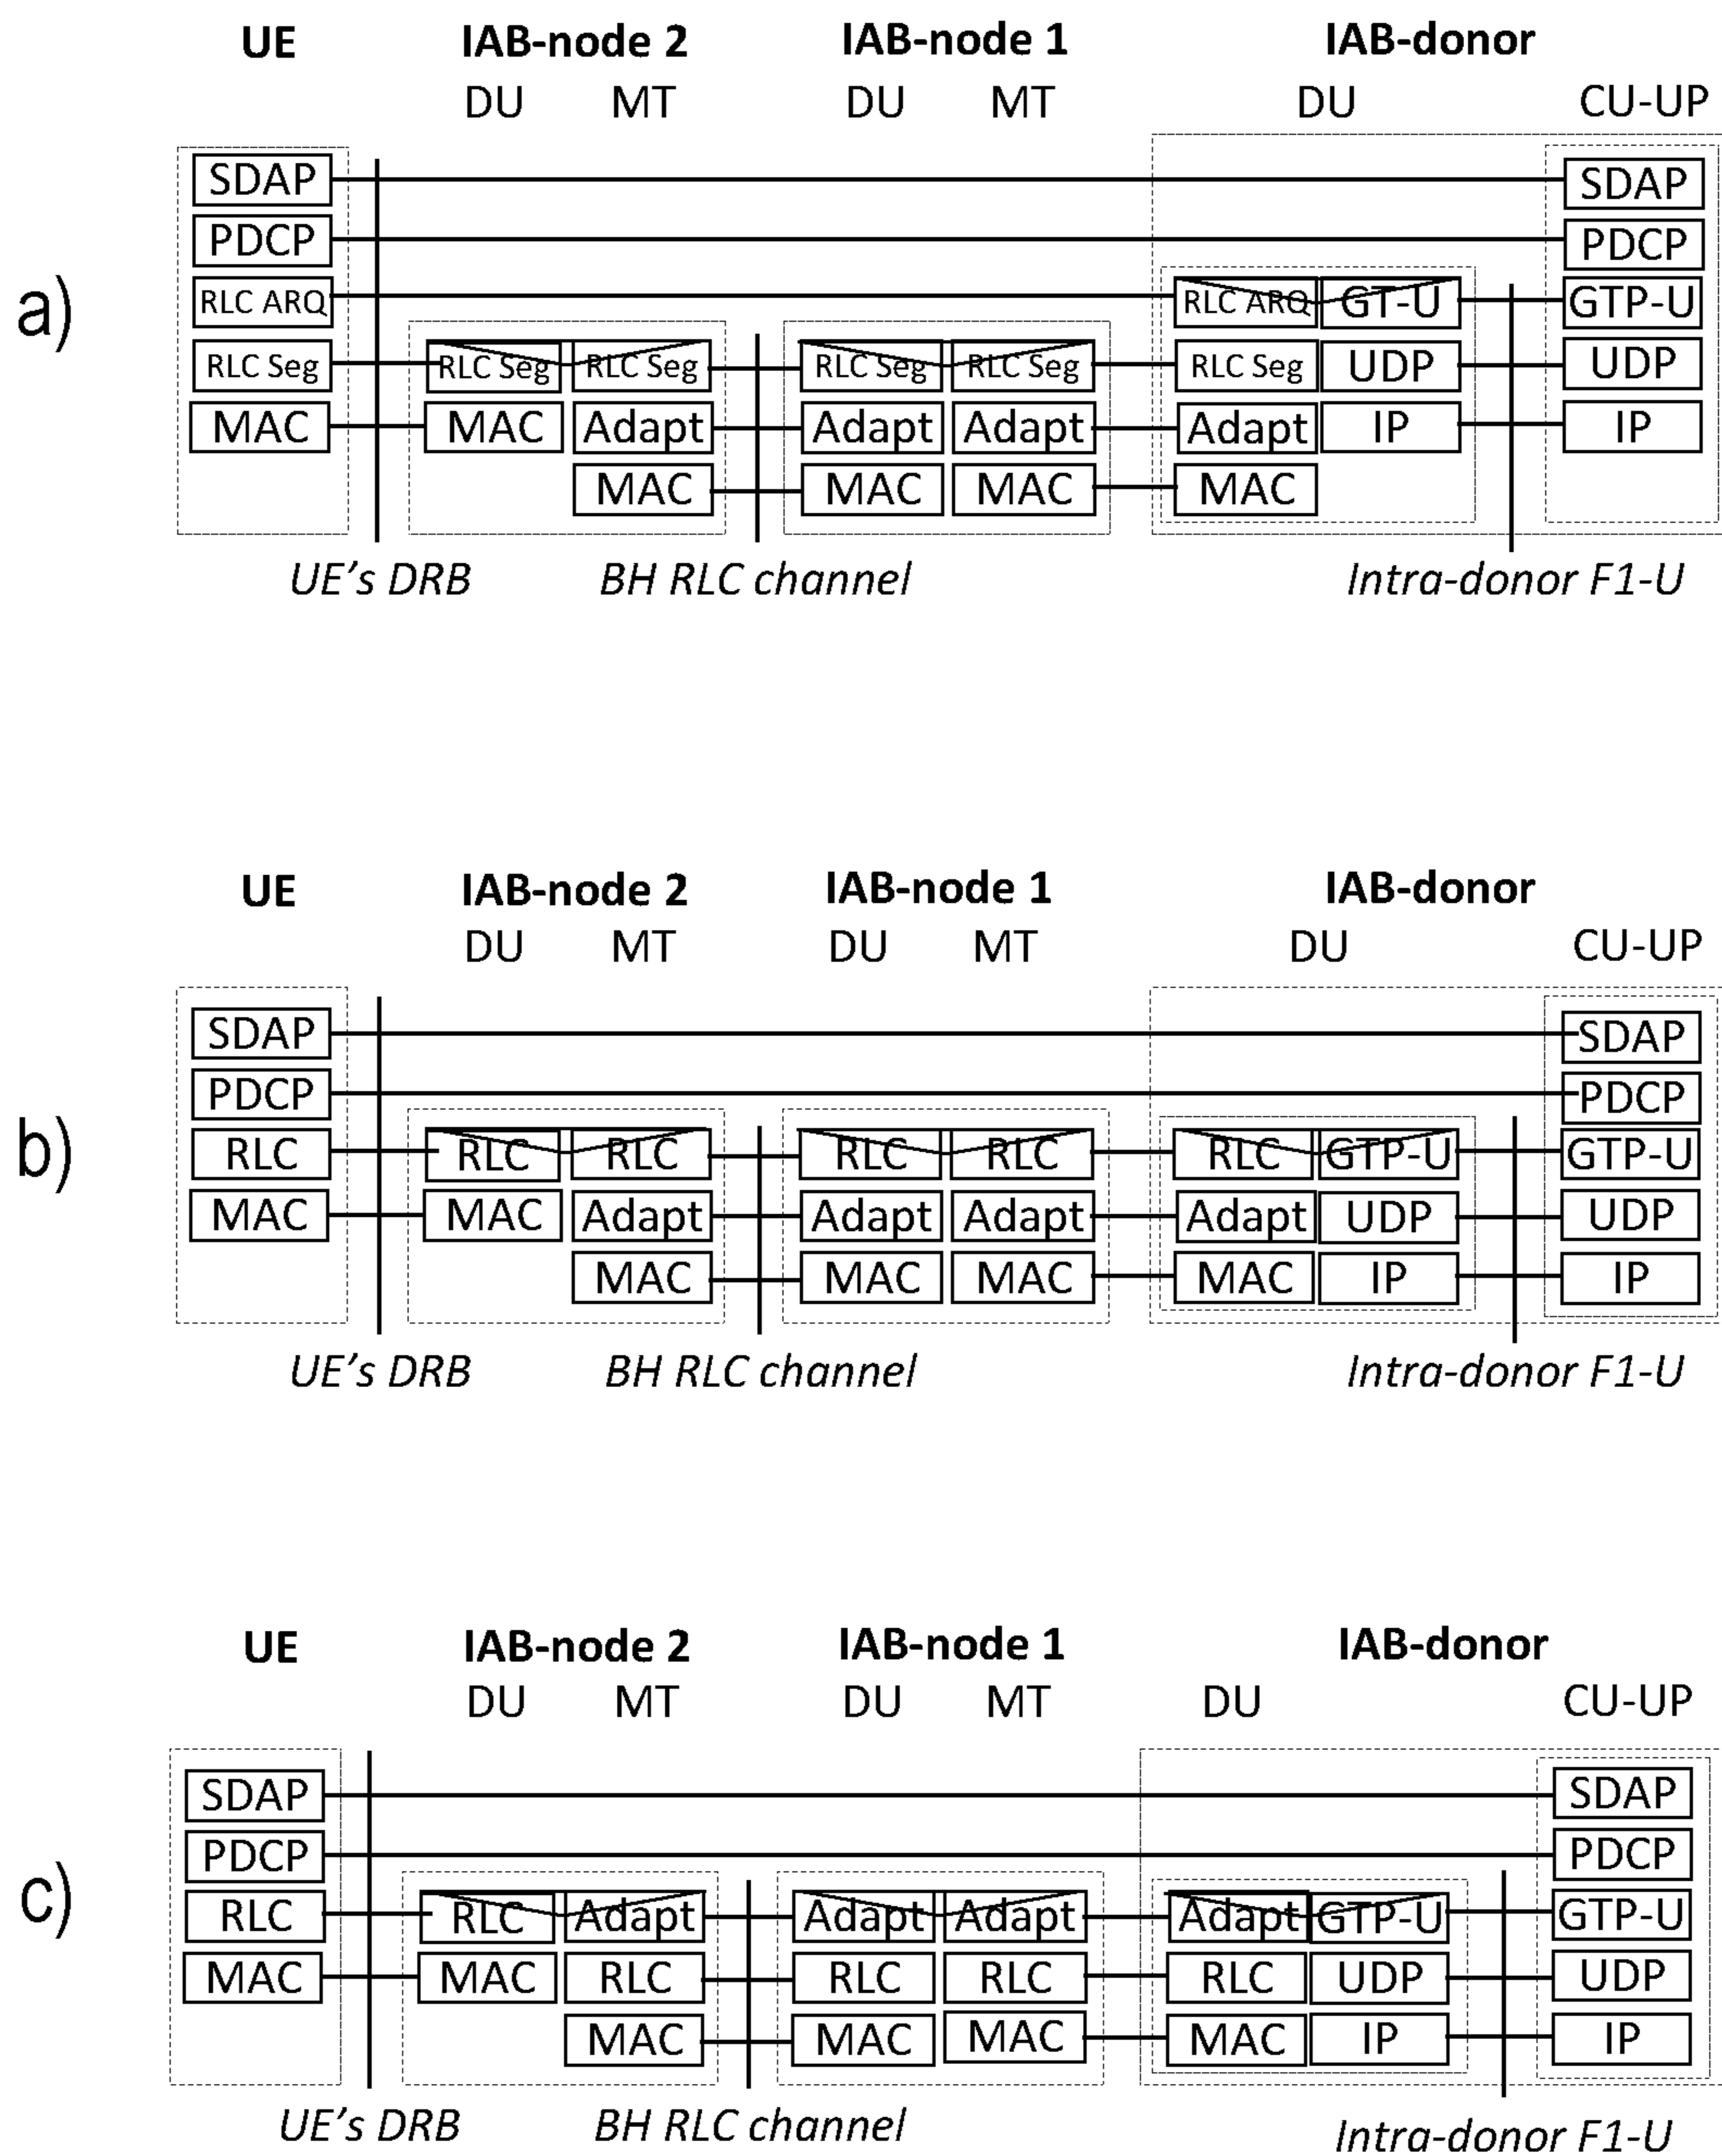 UE IAB-node 2 IAB-node 1 IAB-donor
DU MT DU MT DU CU-UP
SDAP SDAP
PDCP PDCP
a) RLC ARQ RLC ARQ GT-U GTP-U
RLC Seg RLC Seg RLC Seg RLC Seg RLC Seg RLC Seg UDP UDP
MAC MAC Adapt Adapt Adapt Adapt IP IP
MAC MAC MAC MAC
UE's DRB BH RLC channel Intra-donor F1-U
UE IAB-node 2 IAB-node 1 IAB-donor
DU MT DU MT DU CU-UP
SDAP SDAP
PDCP PDCP
b) RLC RLC RLC RLC RLC RLC GTP-U GTP-U
MAC MAC Adapt Adapt Adapt Adapt UDP UDP
MAC MAC MAC MAC IP IP
UE's DRB BH RLC channel Intra-donor F1-U
UE IAB-node 2 IAB-node 1 IAB-donor
DU MT DU MT DU CU-UP
SDAP SDAP
PDCP PDCP
c) RLC RLC Adapt Adapt Adapt Adapt GTP-U GTP-U
MAC MAC RLC RLC RLC RLC UDP UDP
MAC MAC MAC MAC IP IP
UE's DRB BH RLC channel Intra-donor F1-U